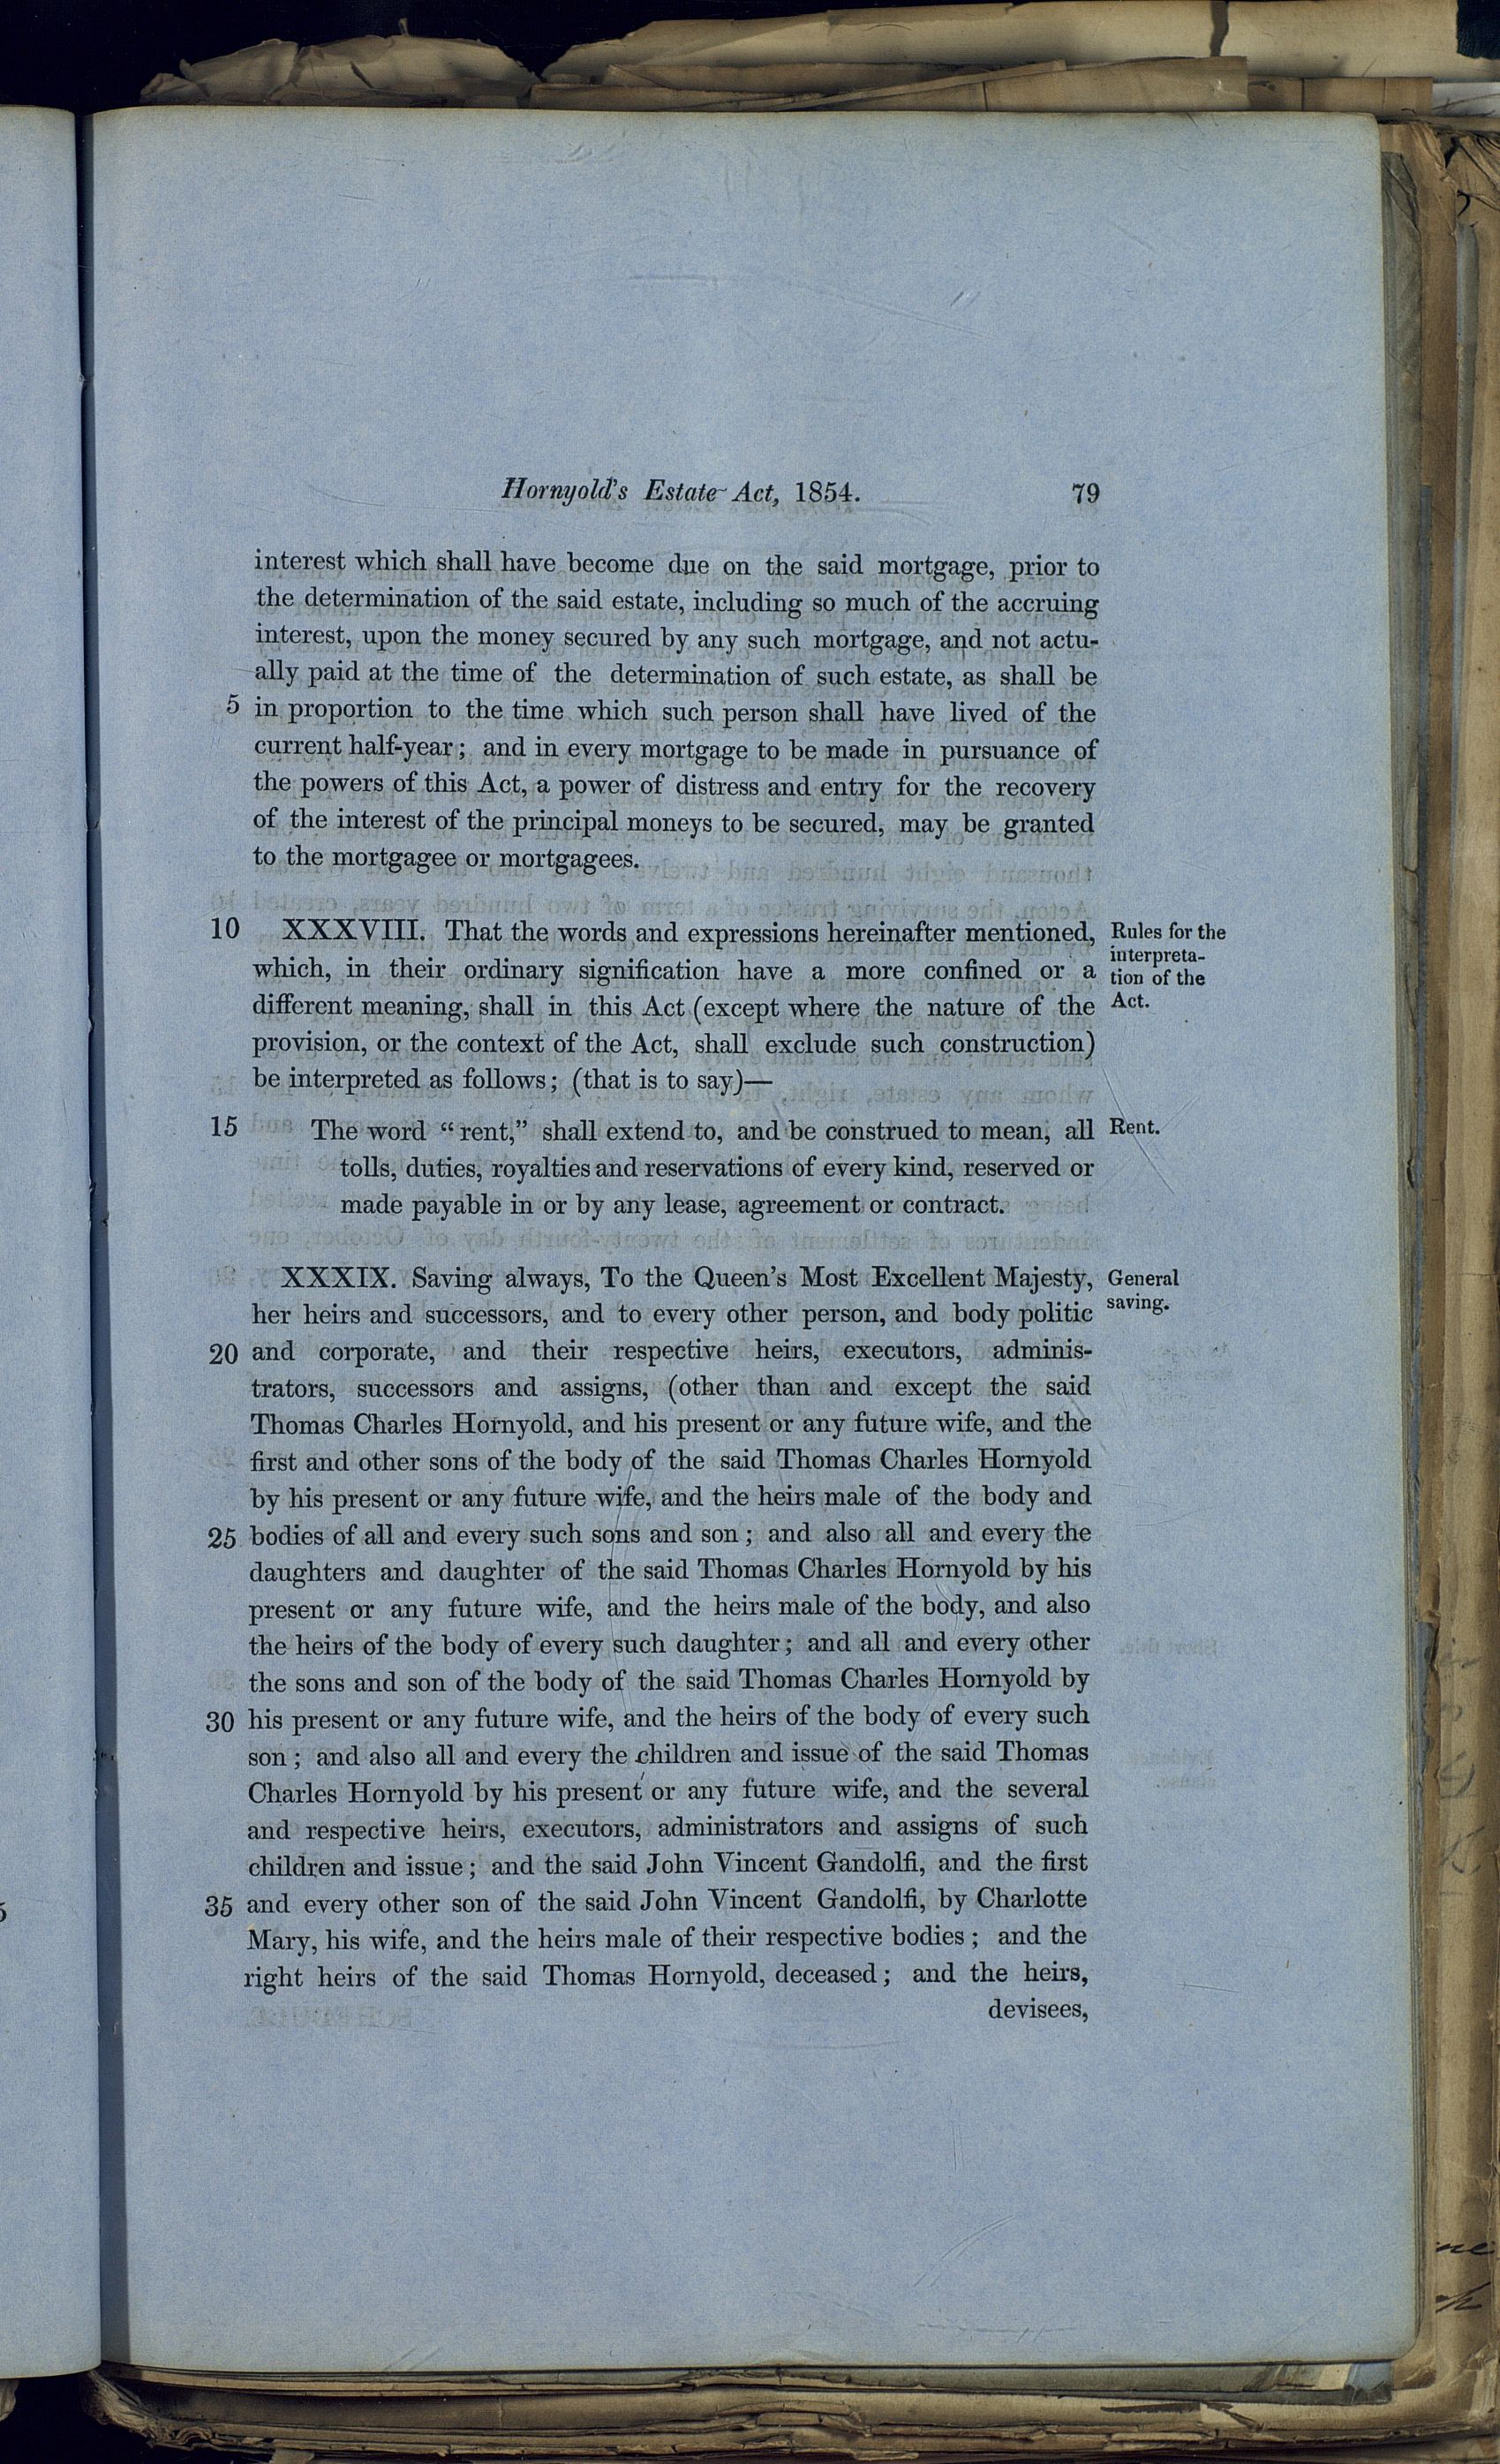 Hornyold's Estate Act, 1854. 79
interest which shall have become due on the said mortgage, prior to
the determination of the said estate, including so much of the accruing
interest, upon the money secured by any such mortgage, and not actu-
ally paid at the time of the determination of such estate, as shall be
5 in proportion to the time which such person shall have lived of the
current half-year; and in every mortgage to be made in pursuance of
the powers of this Act, a power of distress and entry for the recovery
of the interest of the principal moneys to be secured, may be granted
to the mortgagee or mortgagees.
10 XXXVIII. That the words and expressions hereinafter mentioned,
which, in their ordinary signification have a more confined or a
different meaning, shall in this Act (except where the nature of the
provision, or the context of the Act, shall exclude such construction)
be interpreted as follows; (that is to say)—
Rules for the
interpreta-
tion of the
Act.
15 The word "rent," shall extend to, and be construed to mean, all
tolls, duties, royalties and reservations of every kind, reserved or
made payable in or by any lease, agreement or contract.
Rent.
XXXIX. Saving always, To the Queen's Most Excellent Majesty,
her heirs and successors, and to every other person, and body politic
20 and corporate, and their respective heirs, executors, adminis-
trators, successors and assigns, (other than and except the said
Thomas Charles Hornyold, and his present or any future wife, and the
first and other sons of the body of the said Thomas Charles Hornyold
by his present or any future wife, and the heirs male of the body and
25 bodies of all and every such sons and son; and also all and every the
daughters and daughter of the said Thomas Charles Hornyold by his
present or any future wife, and the heirs male of the body, and also
the heirs of the body of every such daughter; and all and every other
the sons and son of the body of the said Thomas Charles Hornyold by
30 his present or any future wife, and the heirs of the body of every such
son; and also all and every the children and issue of the said Thomas
Charles Hornyold by his present or any future wife, and the several
and respective heirs, executors, administrators and assigns of such
children and issue; and the said John Vincent Gandolfi, and the first
35 and every other son of the said John Vincent Gandolfi, by Charlotte
Mary, his wife, and the heirs male of their respective bodies; and the
right heirs of the said Thomas Hornyold, deceased; and the heirs,
devisees,
General
saving.